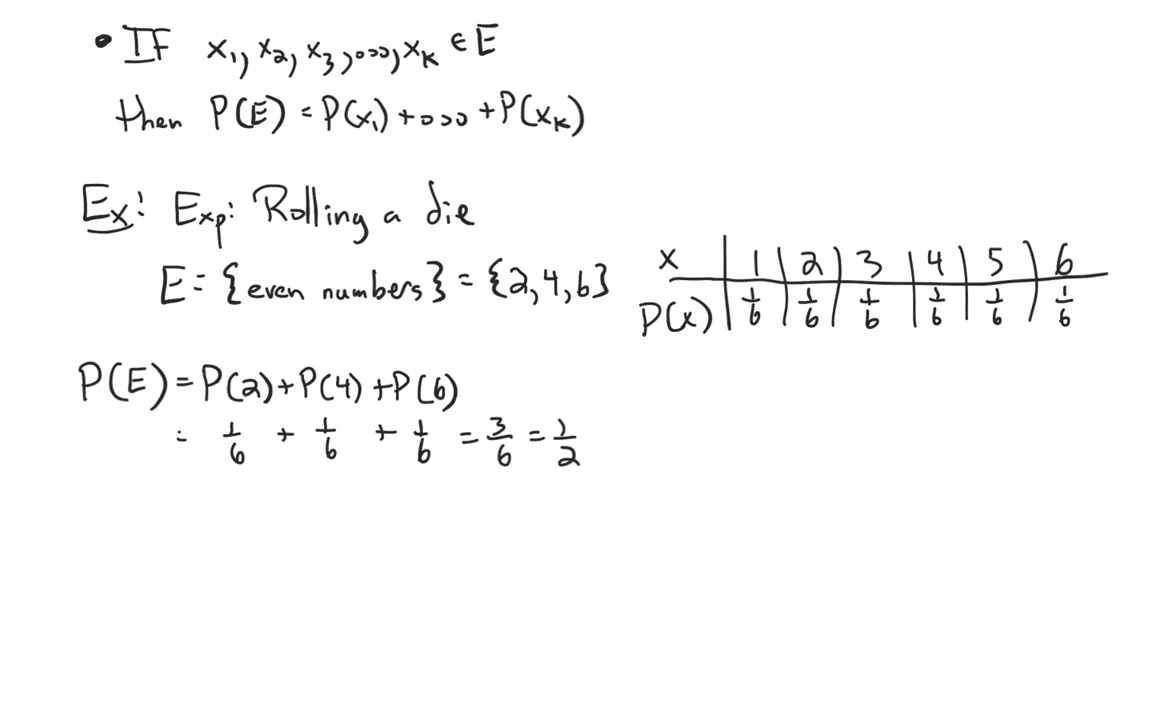 • IF x₁, x₂, x₃, ..., xₖ ∈ E
then P(E) = P(x₁) + ... + P(xₖ)
Ex: Exp: Rolling a die
E = {even numbers} = {2, 4, 6}
x | 1 | 2 | 3 | 4 | 5 | 6
P(x) | 1/6 | 1/6 | 1/6 | 1/6 | 1/6 | 1/6
P(E) = P(2) + P(4) + P(6)
= 1/6 + 1/6 + 1/6 = 3/6 = 1/2